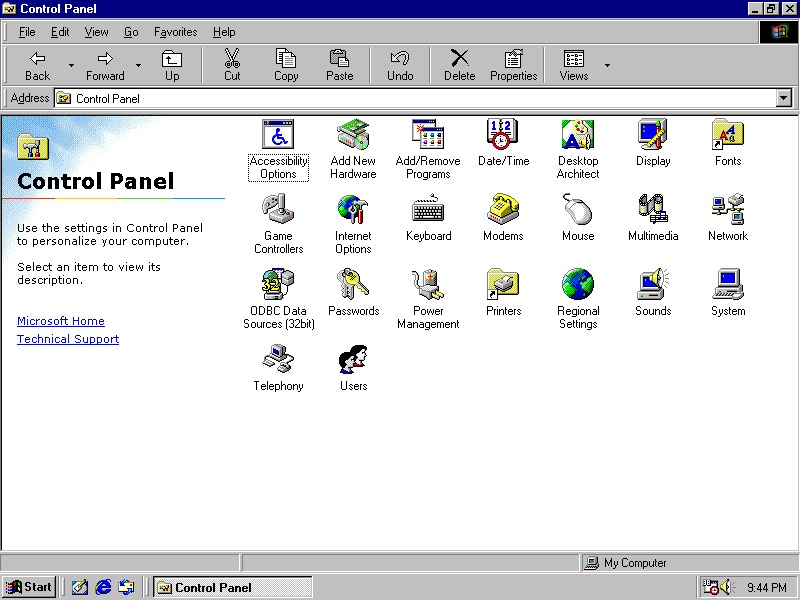 Control Panel
File Edit View Go Favorites Help
Back Forward Up Cut Copy Paste Undo Delete Properties Views
Address Control Panel
Control Panel
Use the settings in Control Panel
to personalize your computer.
Select an item to view its
description.
Microsoft Home
Technical Support
Accessibility
Options
Add New
Hardware
Add/Remove
Programs
Date/Time
Desktop
Architect
Display
Fonts
Game
Controllers
Internet
Options
Keyboard
Modems
Mouse
Multimedia
Network
ODBC Data
Sources (32bit)
Passwords
Power
Management
Printers
Regional
Settings
Sounds
System
Telephony
Users
My Computer
Start Control Panel 9:44 PM